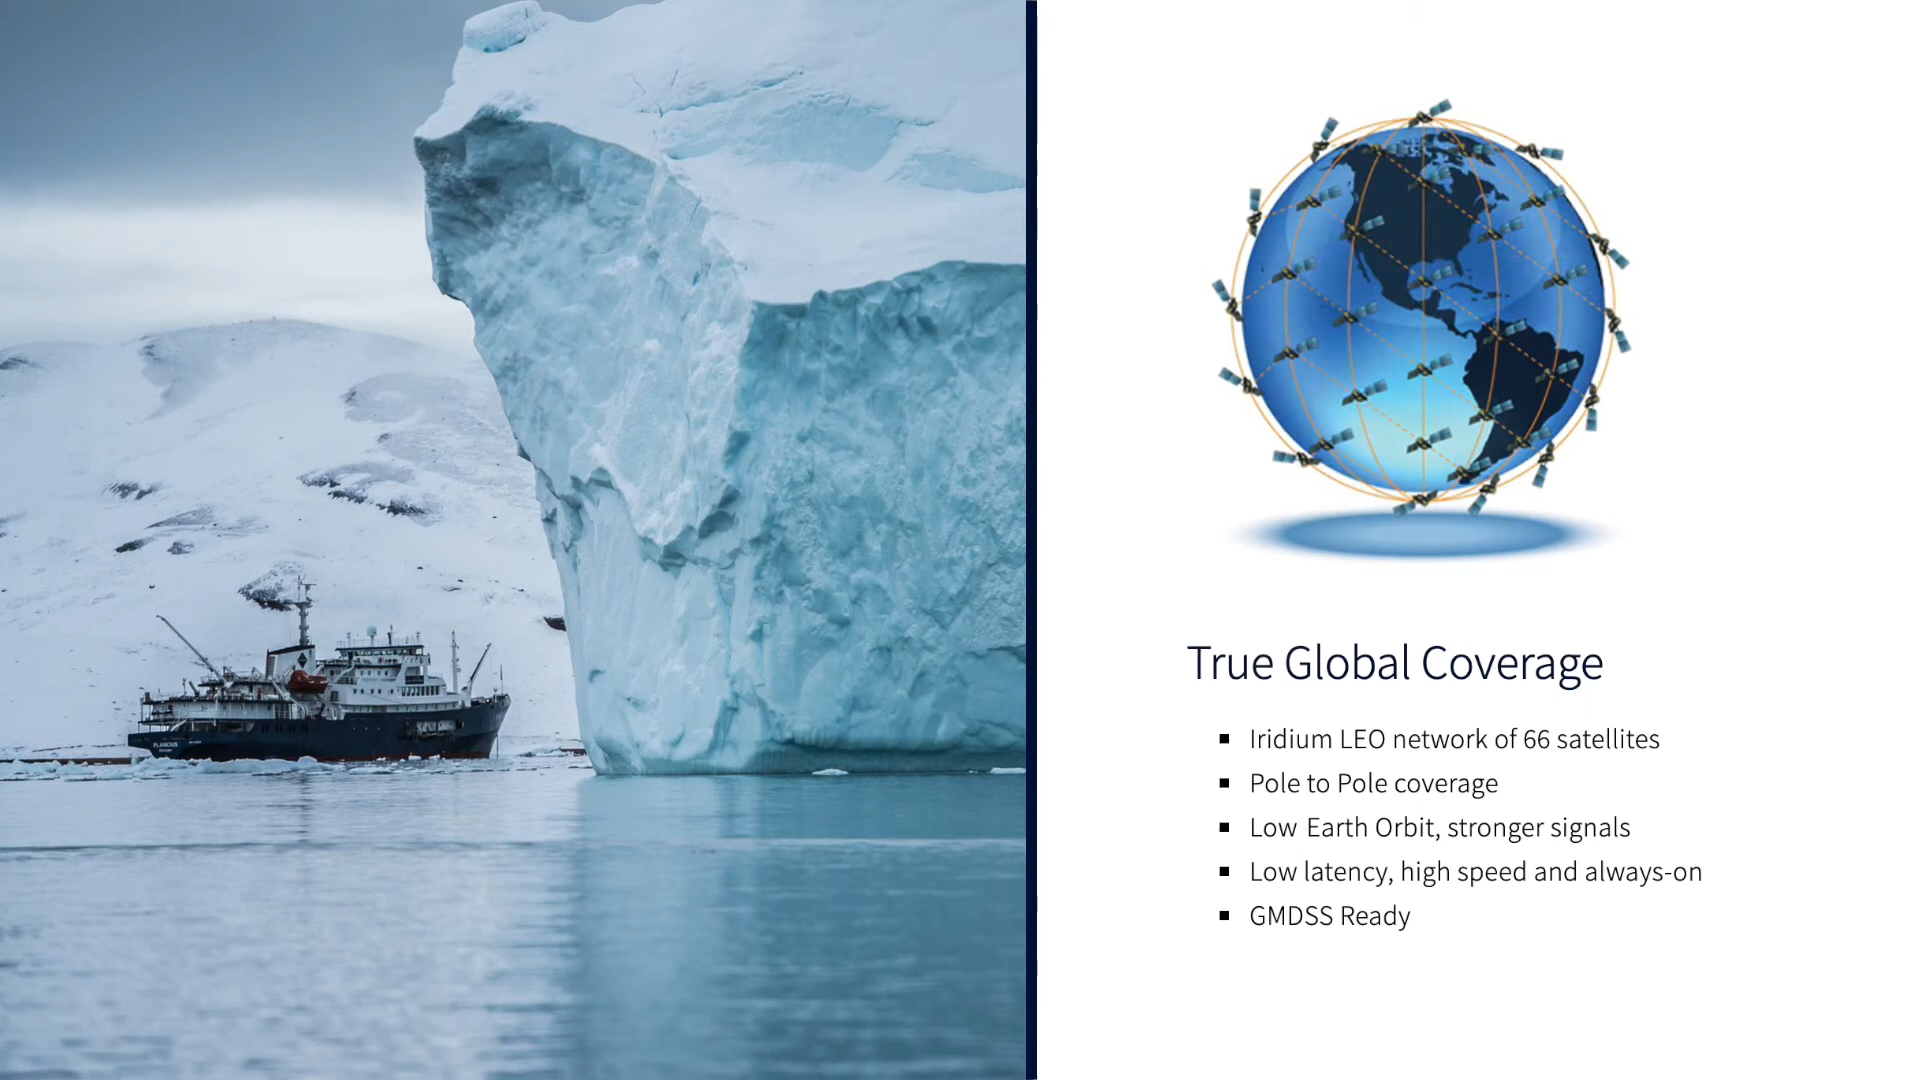 PLANCIUS
True Global Coverage
Iridium LEO network of 66 satellites
Pole to Pole coverage
Low Earth Orbit, stronger signals
Low latency, high speed and always-on
GMDSS Ready